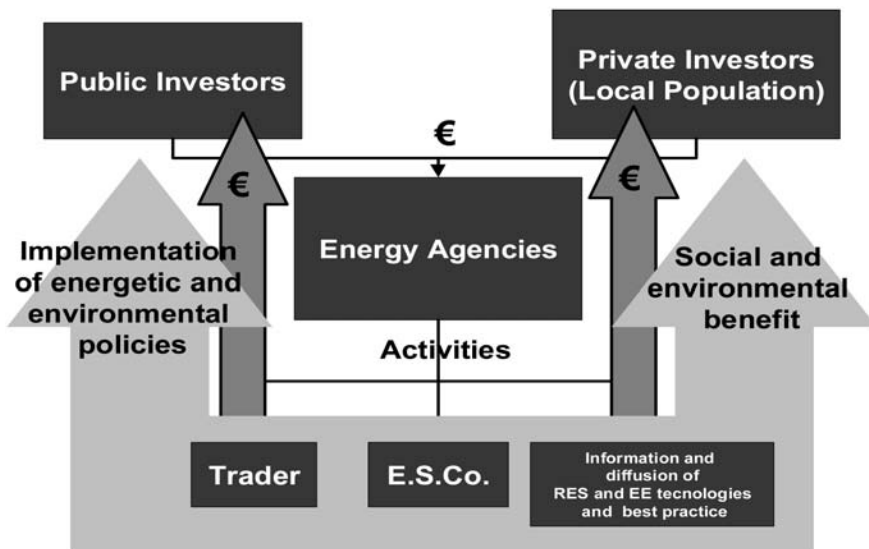 Public Investors
Private Investors
(Local Population)
€
€
€
Energy Agencies
Implementation
of energetic and
environmental
policies
Social and
environmental
benefit
Activities
Trader
E.S.Co.
Information and
diffusion of
RES and EE tecnologies
and best practice